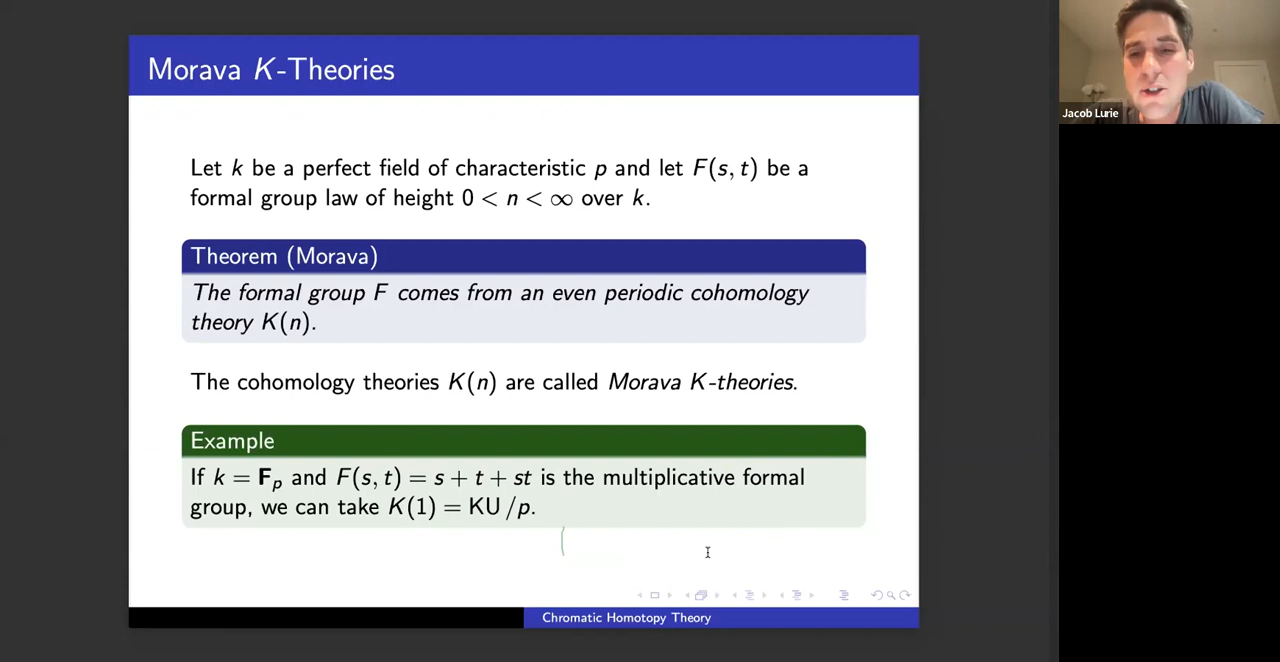 Morava K-Theories
Let k be a perfect field of characteristic p and let F(s, t) be a
formal group law of height 0 < n < ∞ over k.
Theorem (Morava)
The formal group F comes from an even periodic cohomology
theory K(n).
The cohomology theories K(n) are called Morava K-theories.
Example
If k = F_p and F(s, t) = s + t + st is the multiplicative formal
group, we can take K(1) = KU /p.
Chromatic Homotopy Theory
Jacob Lurie